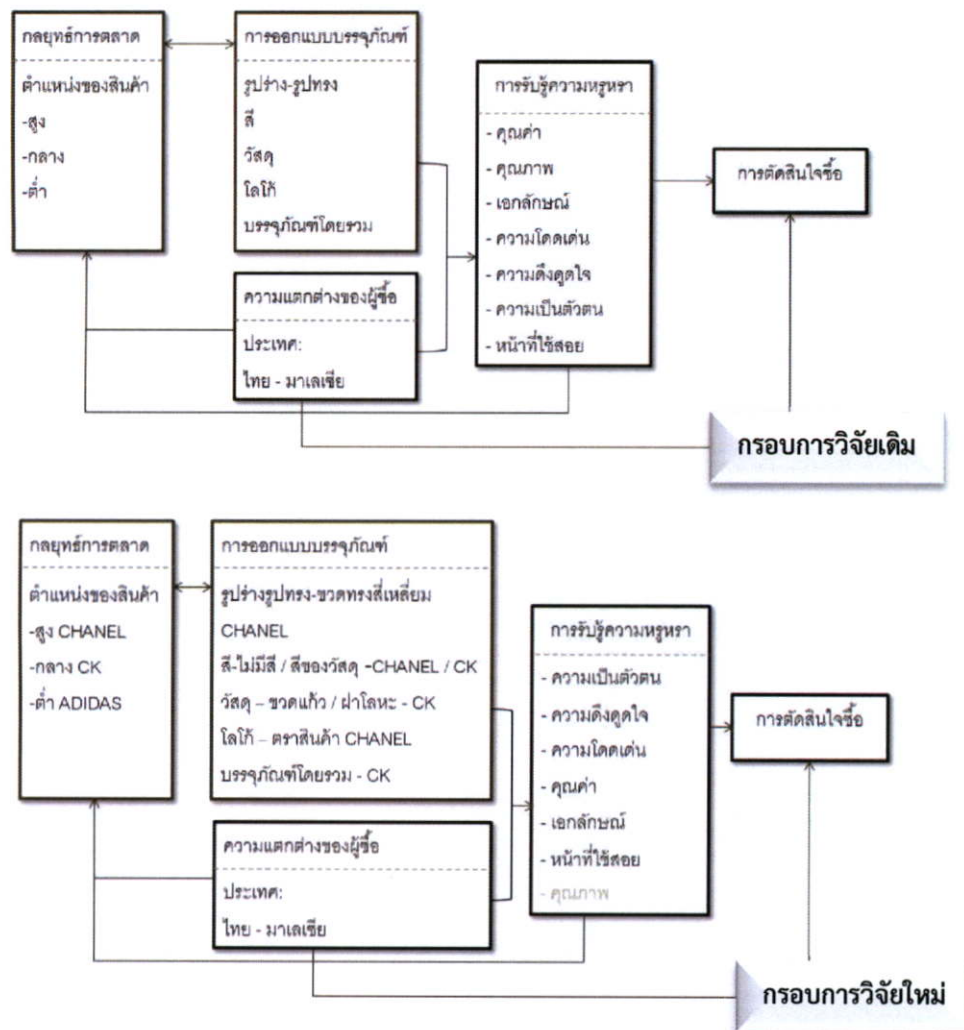 กลยุทธ์การตลาด
ตำแหน่งของสินค้า
-สูง
-กลาง
-ต่ำ
การออกแบบบรรจุภัณฑ์
รูปร่าง-รูปทรง
สี
วัสดุ
โลโก้
บรรจุภัณฑ์โดยรวม
ความแตกต่างของผู้ซื้อ
ประเทศ:
ไทย - มาเลเซีย
การรับรู้ความหรูหรา
- คุณค่า
- คุณภาพ
- เอกลักษณ์
- ความโดดเด่น
- ความดึงดูดใจ
- ความเป็นตัวตน
- หน้าที่ใช้สอย
การตัดสินใจซื้อ
กรอบการวิจัยเดิม
กลยุทธ์การตลาด
ตำแหน่งของสินค้า
-สูง CHANEL
-กลาง CK
-ต่ำ ADIDAS
การออกแบบบรรจุภัณฑ์
รูปร่างรูปทรง-ขวดทรงสี่เหลี่ยม
CHANEL
สี-ไม่มีสี / สีของวัสดุ -CHANEL / CK
วัสดุ – ขวดแก้ว / ฝาโลหะ - CK
โลโก้ – ตราสินค้า CHANEL
บรรจุภัณฑ์โดยรวม - CK
ความแตกต่างของผู้ซื้อ
ประเทศ:
ไทย - มาเลเซีย
การรับรู้ความหรูหรา
- ความเป็นตัวตน
- ความดึงดูดใจ
- ความโดดเด่น
- คุณค่า
- เอกลักษณ์
- หน้าที่ใช้สอย
- คุณภาพ
การตัดสินใจซื้อ
กรอบการวิจัยใหม่